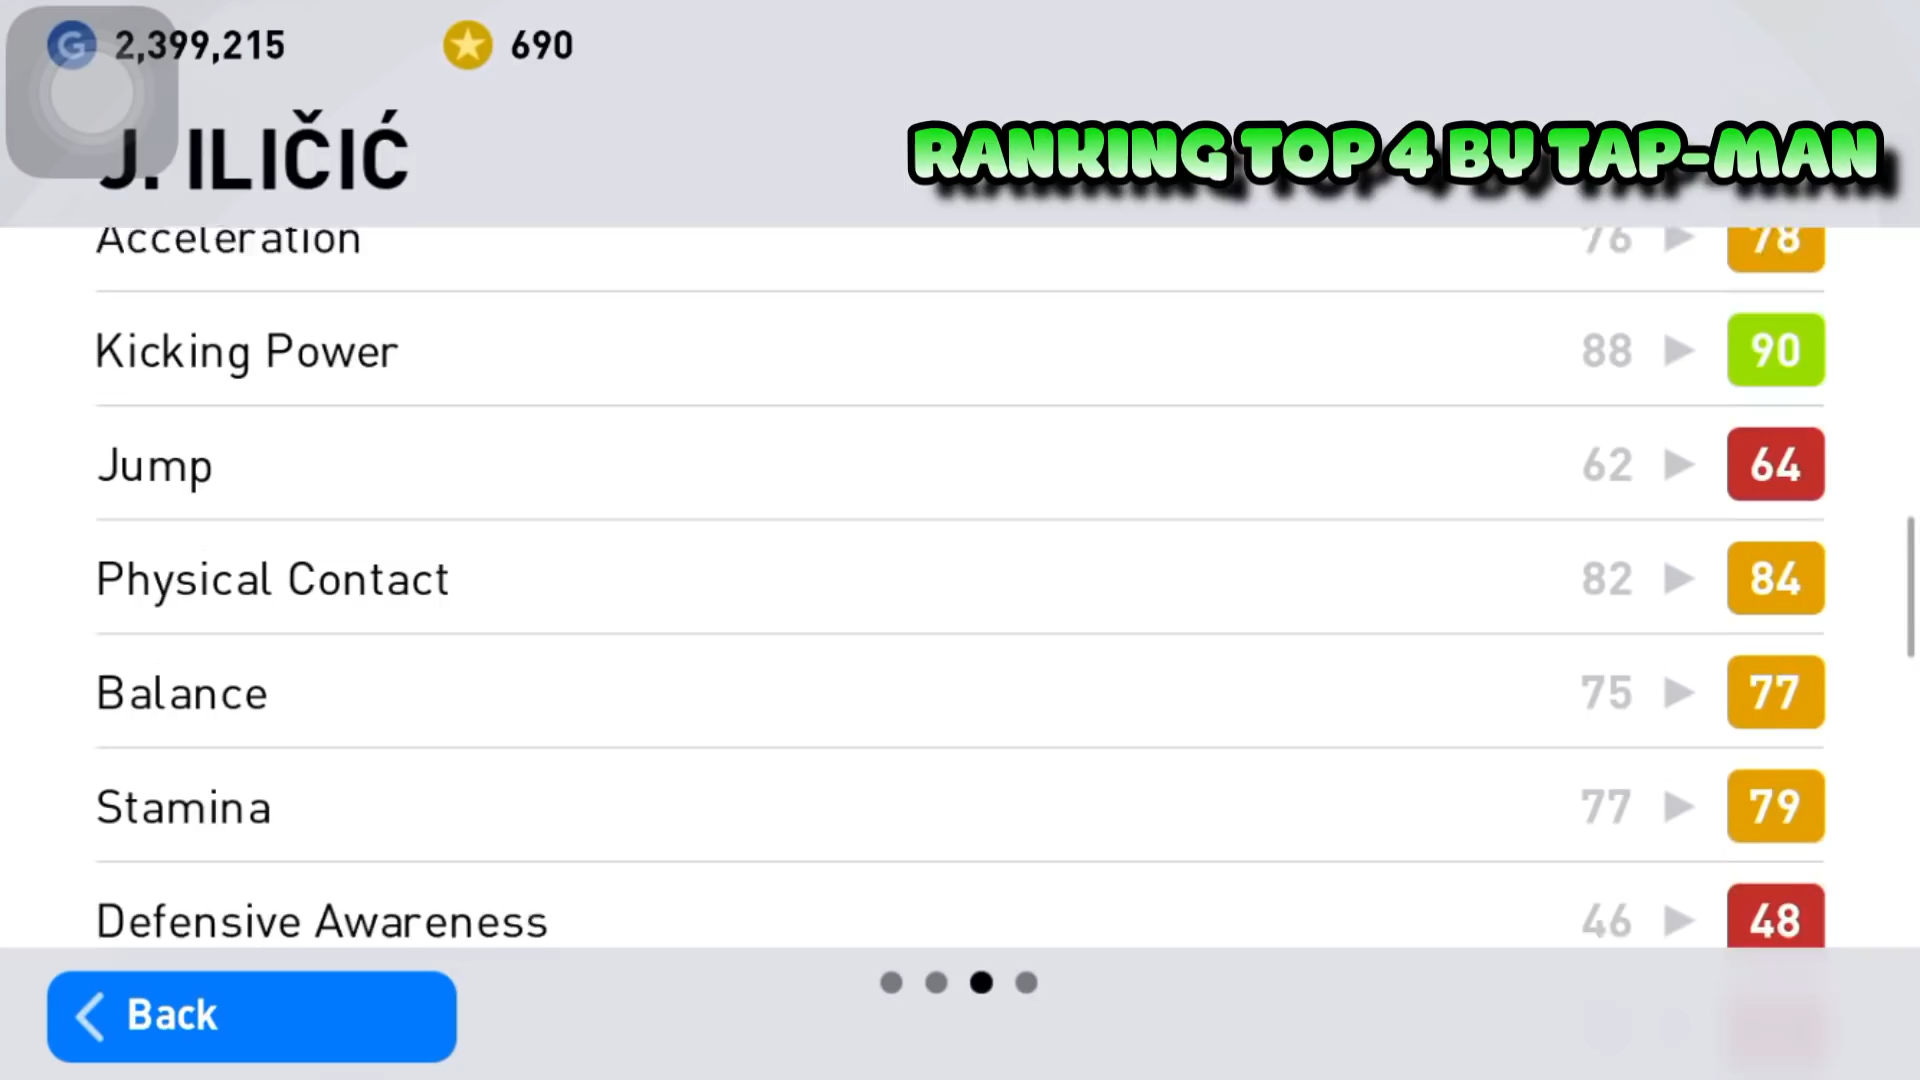 G 2,399,215 690
J. ILIČIĆ
RANKING TOP 4 BY TAP-MAN
Acceleration 76 78
Kicking Power 88 90
Jump 62 64
Physical Contact 82 84
Balance 75 77
Stamina 77 79
Defensive Awareness 46 48
Back